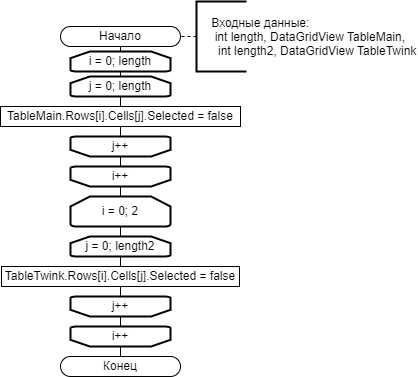 Начало
Входные данные:
int length, DataGridView TableMain,
int length2, DataGridView TableTwink
i = 0; length
j = 0; length
TableMain.Rows[i].Cells[j].Selected = false
j++
i++
i = 0; 2
j = 0; length2
TableTwink.Rows[i].Cells[j].Selected = false
j++
i++
Конец